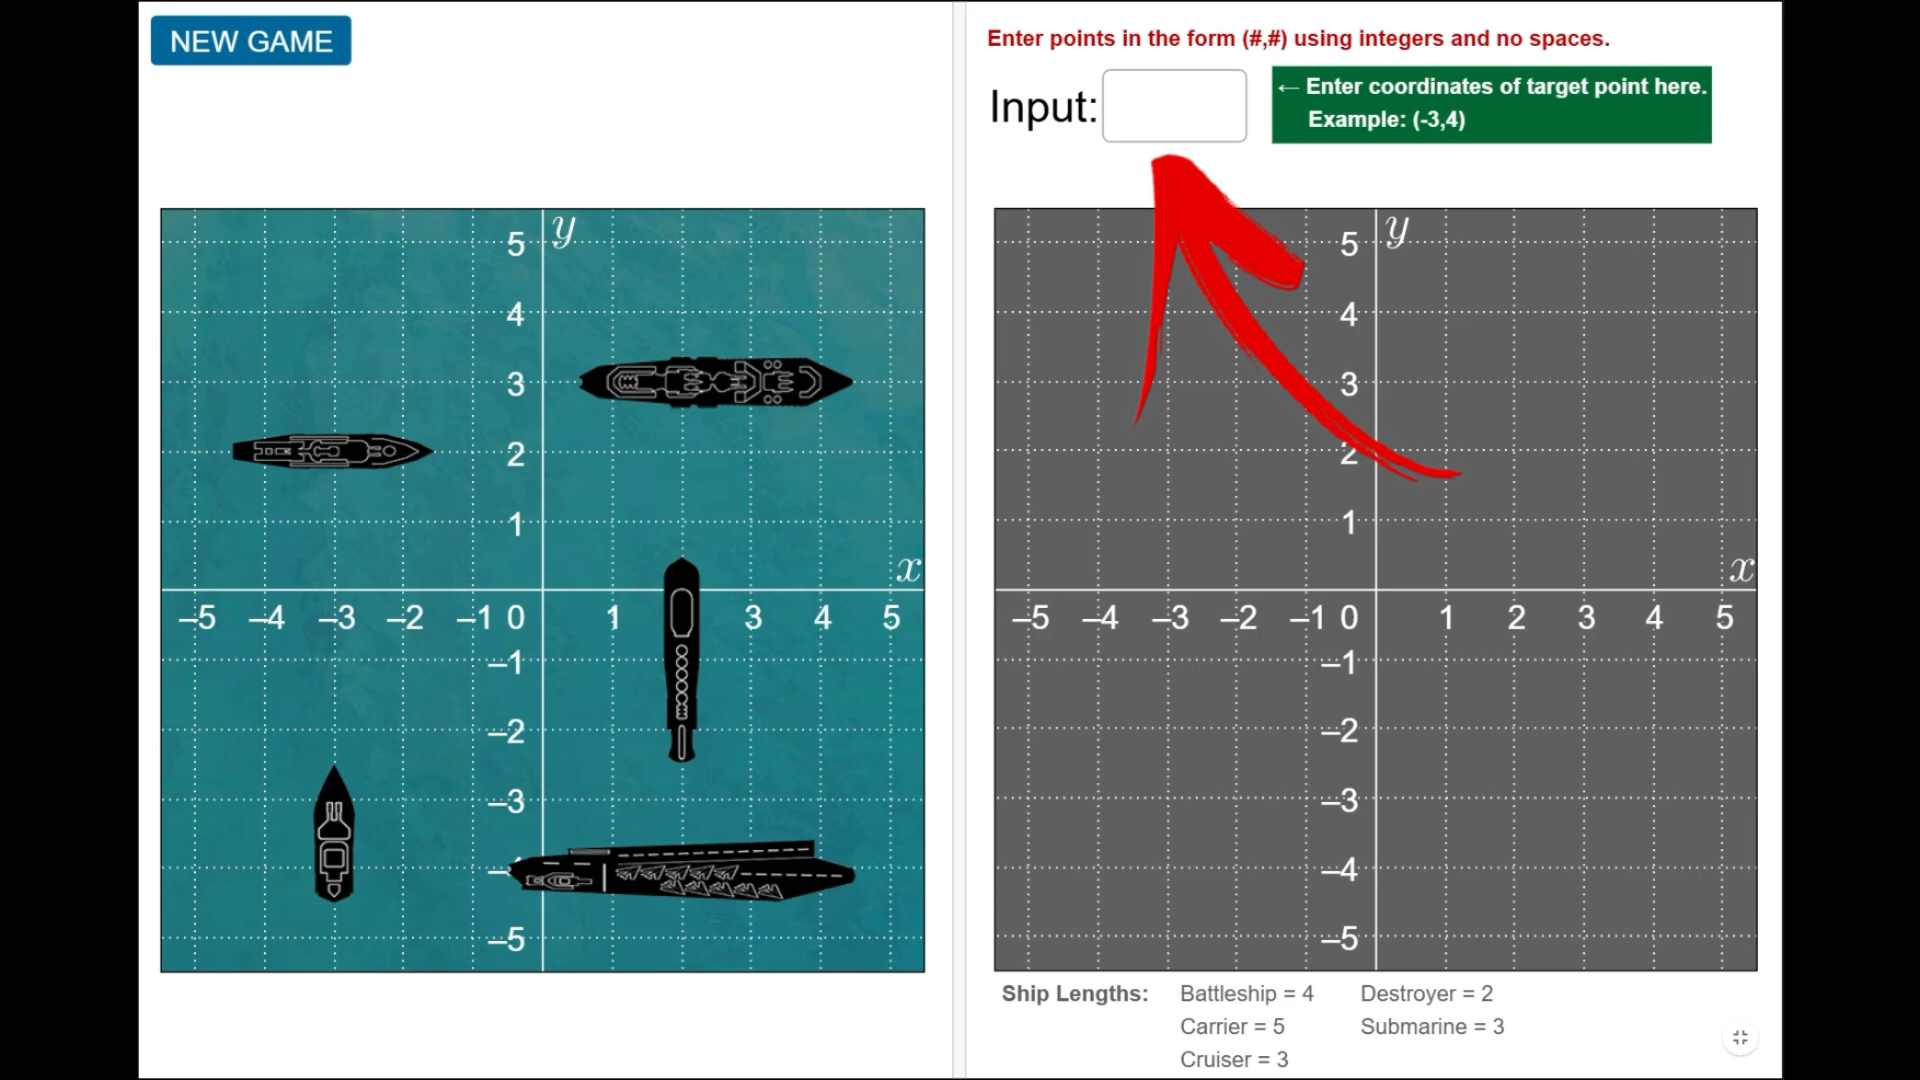 NEW GAME
Enter points in the form (#,#) using integers and no spaces.
Input:
← Enter coordinates of target point here.
Example: (-3,4)
y
5
4
3
2
1
x
–5 –4 –3 –2 –1 0 1 3 4 5
–1
–2
–3
–5
y
5
4
3
2
1
x
–5 –4 –3 –2 –1 0 1 2 3 4 5
–1
–2
–3
–4
–5
Ship Lengths: Battleship = 4 Destroyer = 2
Carrier = 5 Submarine = 3
Cruiser = 3